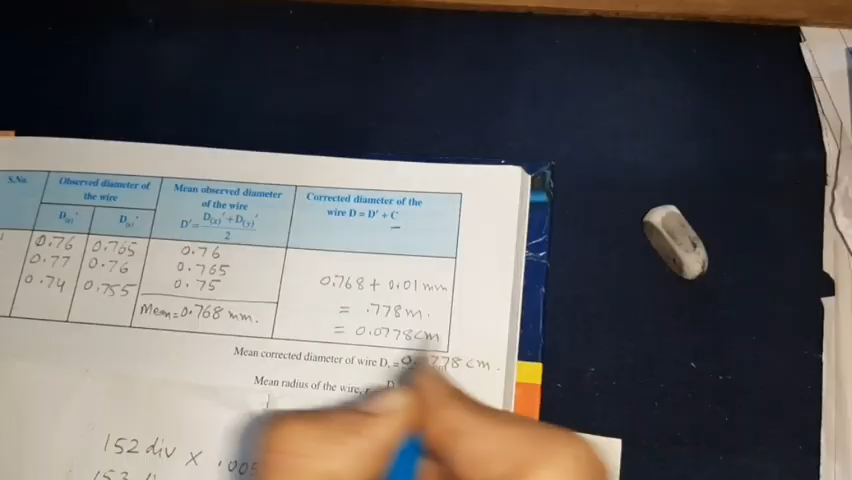 S.No. Observed diameter of the wire Mean observed diameter of the wire Corrected diameter of the wire D = D' + C
D(x)' D(x)' D' = D(x)' + D(y)' / 2
1 0.76 0.765 0.76
0.77 0.76 0.765
0.74 0.755 0.75
0.768 + 0.01 mm
Mean = 0.768 mm. = .778 m.
= 0.0778 cm
Mean corrected diameter of wire D, = 778 cm.
Mean radius of the wire,
152 div × .005